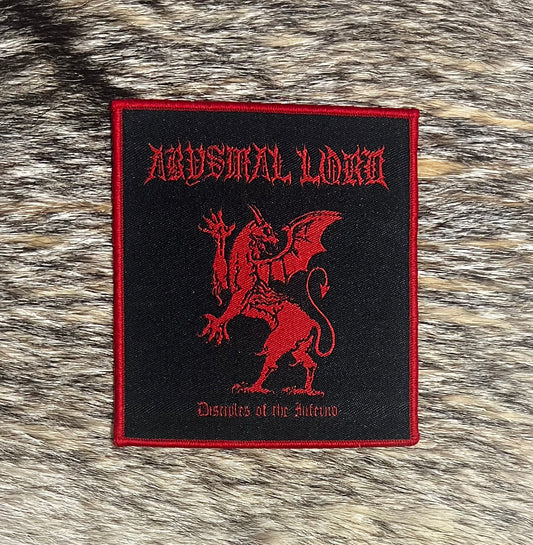 ABYSMAL LORD
Disciples of the Inferno